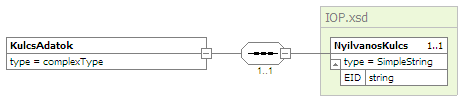 IOP.xsd
KulcsAdatok
type = complexType
1..1
NyilvanosKulcs 1..1
type = SimpleString
EID string